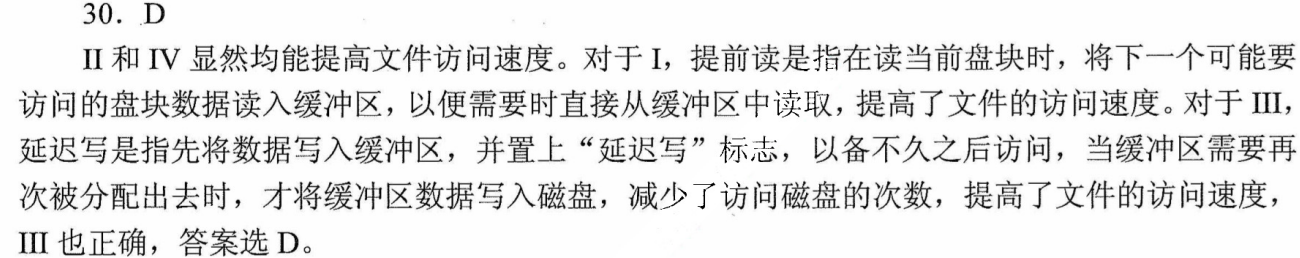 30．D
II 和 IV 显然均能提高文件访问速度。对于 I，提前读是指在读当前盘块时，将下一个可能要
访问的盘块数据读入缓冲区，以便需要时直接从缓冲区中读取，提高了文件的访问速度。对于 III，
延迟写是指先将数据写入缓冲区，并置上“延迟写”标志，以备不久之后访问，当缓冲区需要再
次被分配出去时，才将缓冲区数据写入磁盘，减少了访问磁盘的次数，提高了文件的访问速度，
III 也正确，答案选 D。